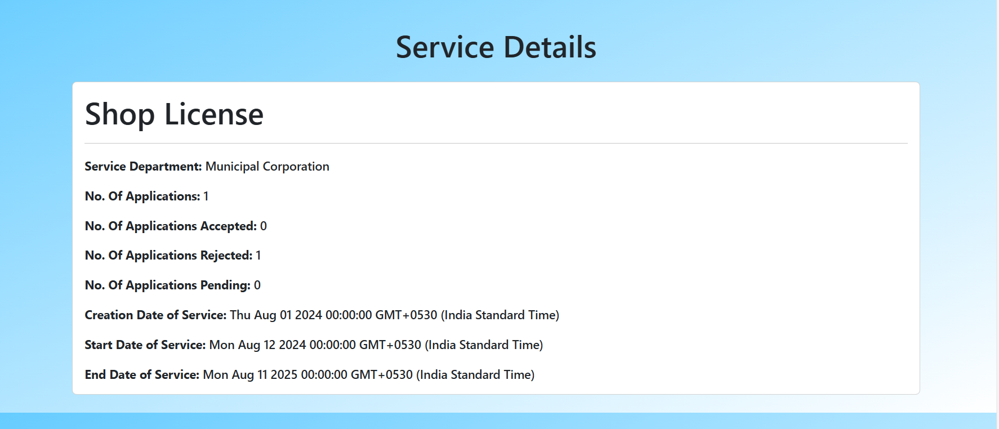 Service Details
Shop License
Service Department: Municipal Corporation
No. Of Applications: 1
No. Of Applications Accepted: 0
No. Of Applications Rejected: 1
No. Of Applications Pending: 0
Creation Date of Service: Thu Aug 01 2024 00:00:00 GMT+0530 (India Standard Time)
Start Date of Service: Mon Aug 12 2024 00:00:00 GMT+0530 (India Standard Time)
End Date of Service: Mon Aug 11 2025 00:00:00 GMT+0530 (India Standard Time)